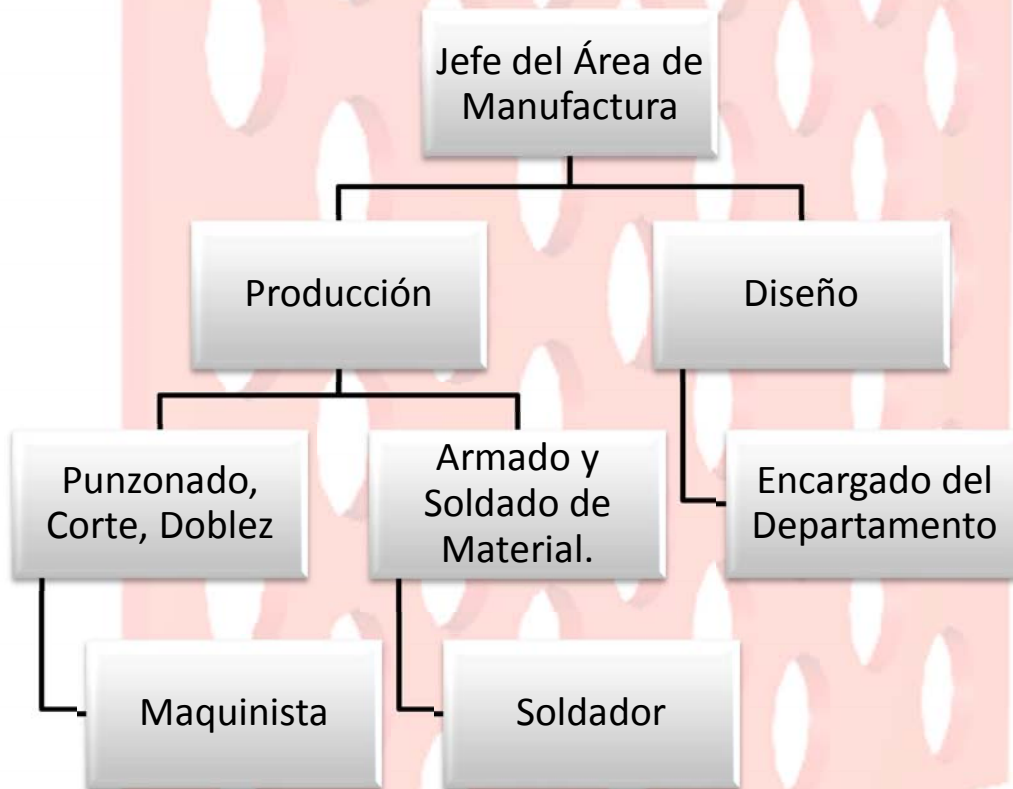 Jefe del Área de
Manufactura
Producción
Diseño
Punzonado,
Corte, Doblez
Armado y
Soldado de
Material.
Encargado del
Departamento
Maquinista
Soldador